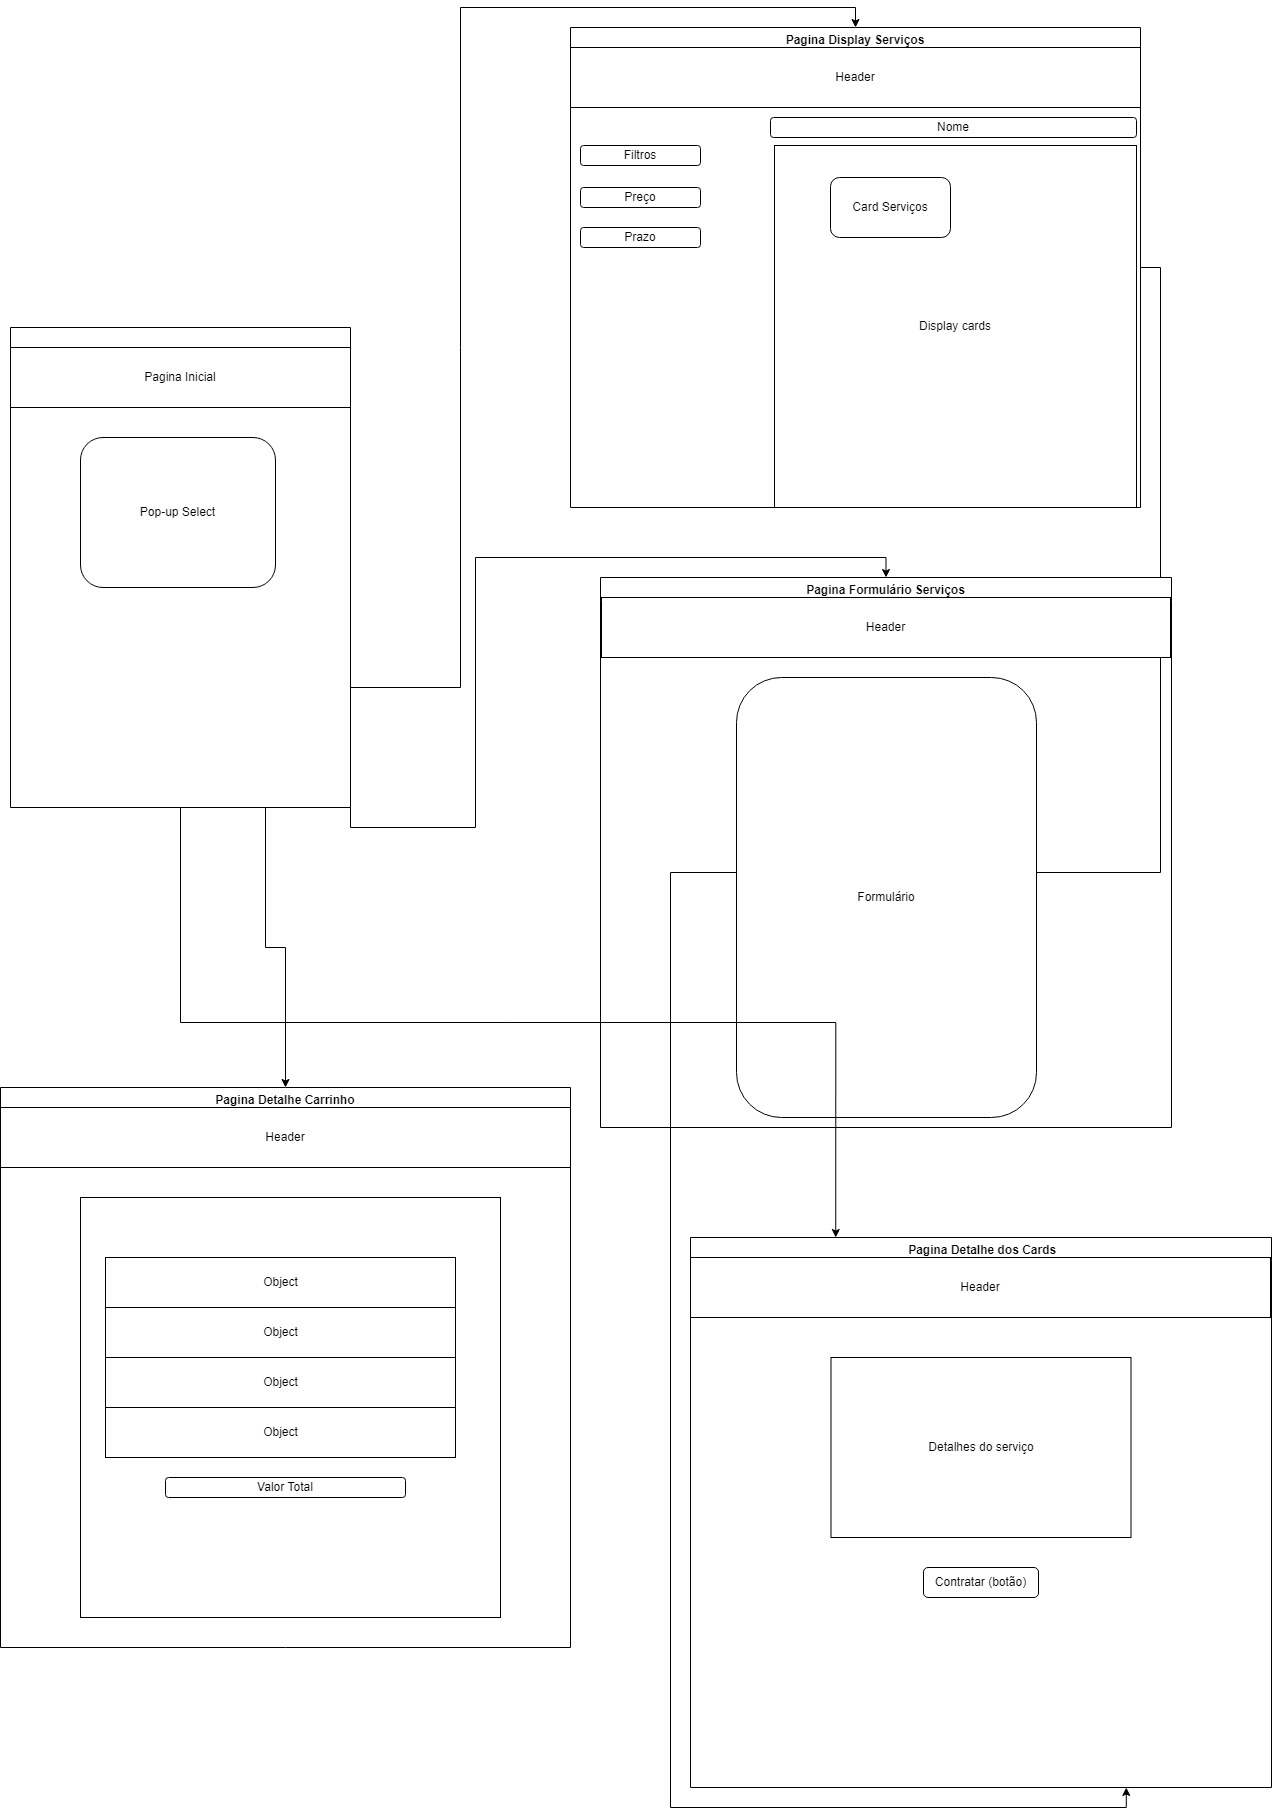 Pagina Display Serviços
Header
Nome
Filtros
Preço
Card Serviços
Prazo
Display cards
Pagina Inicial
Pop-up Select
Pagina Formulário Serviços
Header
Formulário
Pagina Detalhe Carrinho
Header
Object
Object
Object
Object
Valor Total
Pagina Detalhe dos Cards
Header
Detalhes do serviço
Contratar (botão)